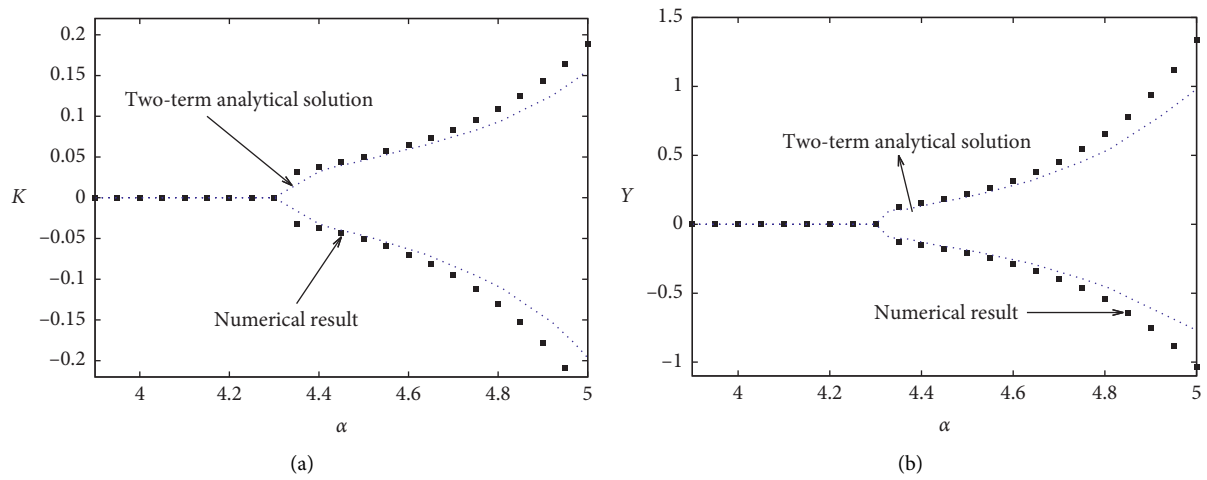 0.2
0.15
Two-term analytical solution
0.1
0.05
K
0
−0.05
−0.1
Numerical result
−0.15
−0.2
4
4.2
4.4
4.6
4.8
5
α
(a)
1.5
1
Two-term analytical solution
0.5
Y
0
−0.5
Numerical result
−1
4
4.2
4.4
4.6
4.8
5
α
(b)